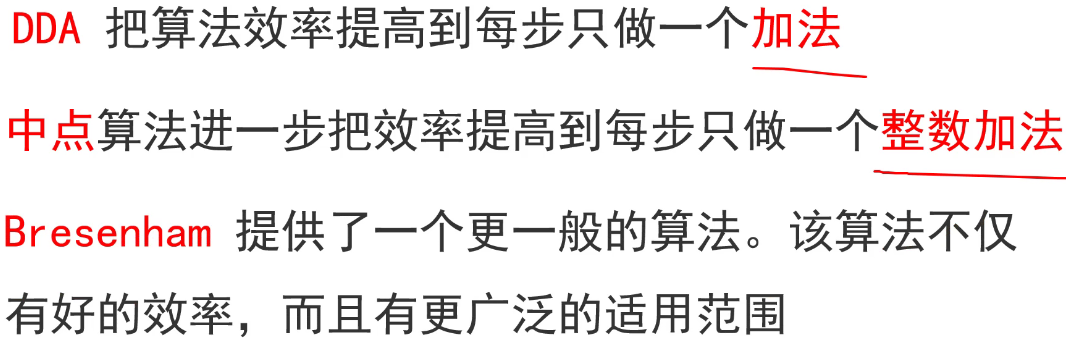 DDA 把算法效率提高到每步只做一个加法
中点算法进一步把效率提高到每步只做一个整数加法
Bresenham 提供了一个更一般的算法。该算法不仅
有好的效率，而且有更广泛的适用范围